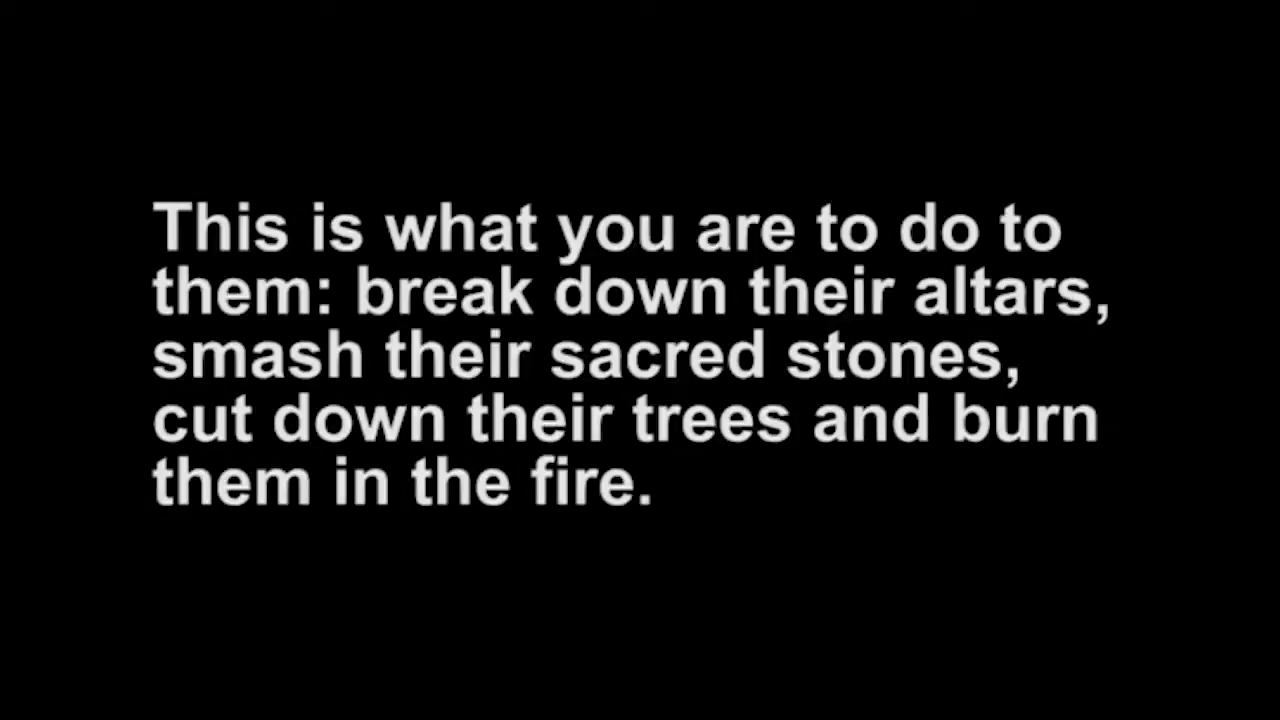 This is what you are to do to
them: break down their altars,
smash their sacred stones,
cut down their trees and burn
them in the fire.